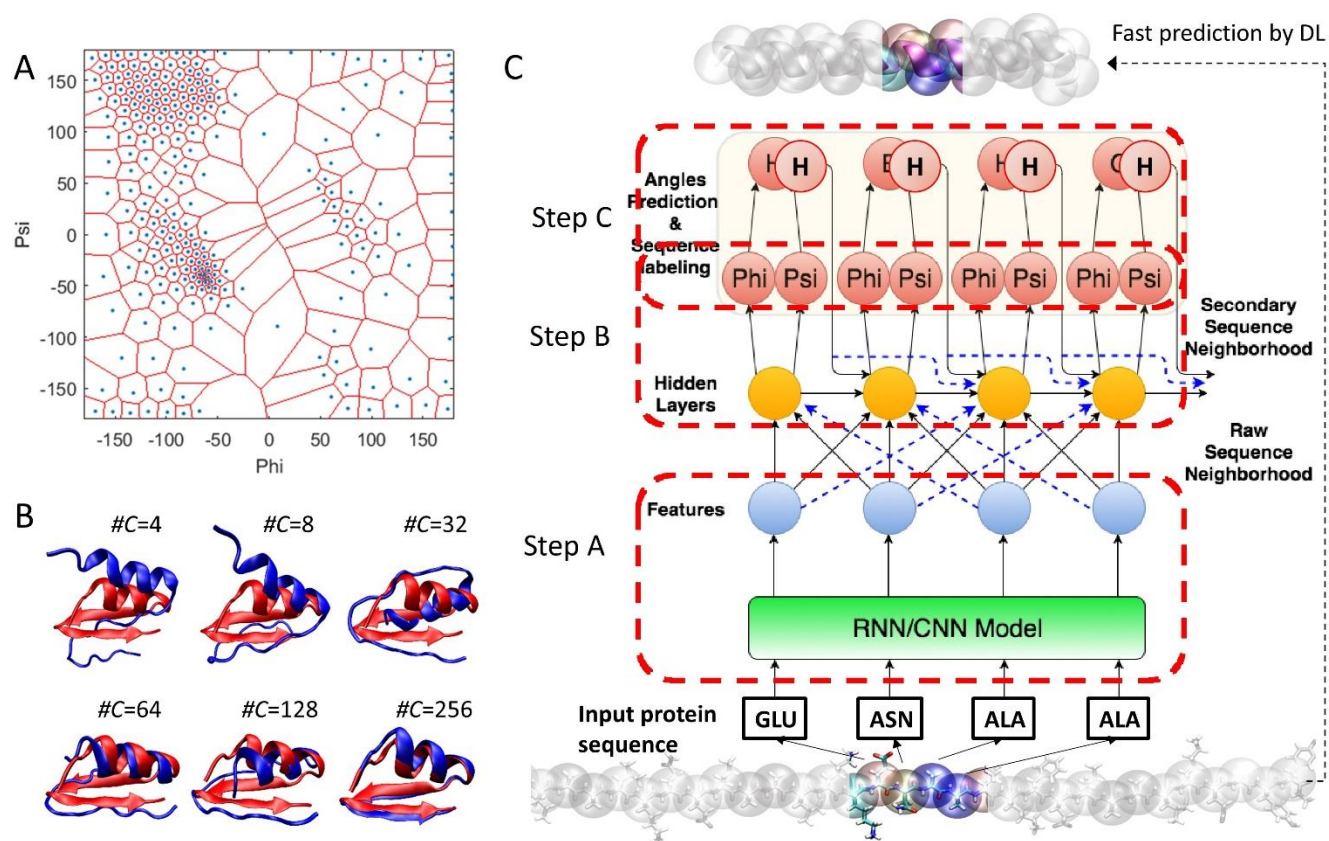 A
150
100
50
0
-50
-100
-150
Psi
-150 -100 -50 0 50 100 150
Phi
B
#C=4 #C=8 #C=32
#C=64 #C=128 #C=256
C
Fast prediction by DL
H H E H H H C H
Step C
Angles
Prediction
&
Sequence
labeling
Phi Psi Phi Psi Phi Psi Phi Psi
Step B
Secondary
Sequence
Neighborhood
Hidden
Layers
Raw
Sequence
Neighborhood
Features
Step A
RNN/CNN Model
Input protein
sequence
GLU ASN ALA ALA